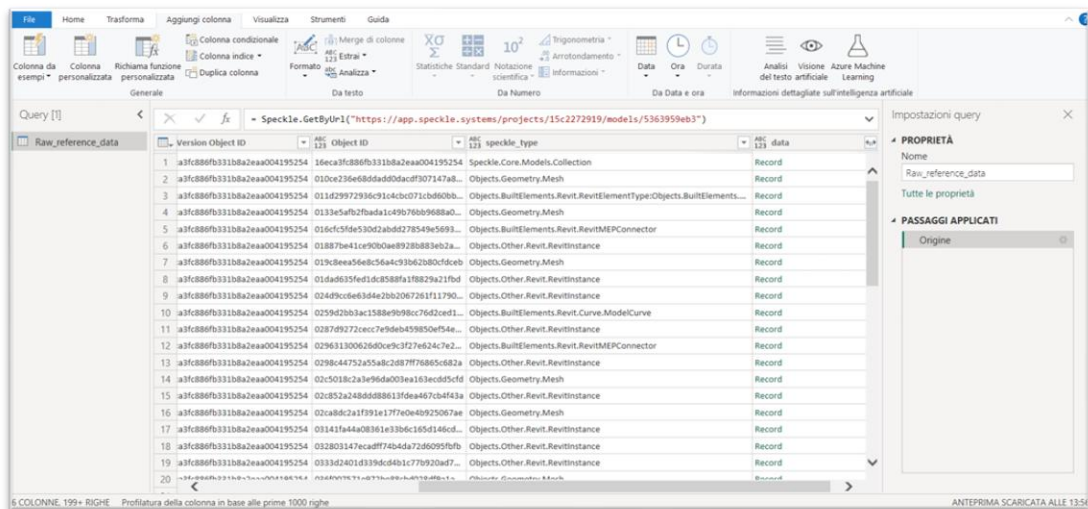 File Home Trasforma Aggiungi colonna Visualizza Strumenti Guida
Colonna da esempi
Colonna personalizzata
Richiama funzione personalizzata
Colonna condizionale
Colonna indice
Duplica colonna
Generale
Formato
Merge di colonne
Estrai
Analizza
Da testo
Statistiche Standard Notazione scientifica
Trigonometria
Arrotondamento
Informazioni
Da Numero
Data Ora Durata
Da Data e ora
Analisi del testo
Visione artificiale
Azure Machine Learning
Informazioni dettagliate sull'intelligenza artificiale
Query [1]
Raw_reference_data
= Speckle.GetByUrl("https://app.speckle.systems/projects/15c2272919/models/5363959eb3")
Version Object ID Object ID speckle_type data
1 :a3fc886fb331b8a2eaa004195254 16eca3fc886fb331b8a2eaa004195254 Speckle.Core.Models.Collection Record
2 :a3fc886fb331b8a2eaa004195254 010ce236e68ddadd0dacdf307147a8... Objects.Geometry.Mesh Record
3 :a3fc886fb331b8a2eaa004195254 011d29972936c91c4cbc071cbd60bb... Objects.BuiltElements.Revit.RevitElementType:Objects.BuiltElements.... Record
4 :a3fc886fb331b8a2eaa004195254 0133e5afb2fbada1c49b76bb9688a0... Objects.Geometry.Mesh Record
5 :a3fc886fb331b8a2eaa004195254 016cfc5fde530d2abdd278549e5693... Objects.BuiltElements.Revit.RevitMEPConnector Record
6 :a3fc886fb331b8a2eaa004195254 01887be41ce90b0ae8928b883eb2a... Objects.Other.Revit.RevitInstance Record
7 :a3fc886fb331b8a2eaa004195254 019c8eea56e8c56a4c93b62b80cfdceb Objects.Geometry.Mesh Record
8 :a3fc886fb331b8a2eaa004195254 01dad635fed1dc8588fa1f8829a21fbd Objects.Other.Revit.RevitInstance Record
9 :a3fc886fb331b8a2eaa004195254 024d9cc6e63d4e2bb2067261f11790... Objects.Other.Revit.RevitInstance Record
10 :a3fc886fb331b8a2eaa004195254 0259d2bb3ac1588e9b98cc76d2ced1... Objects.BuiltElements.Revit.Curve.ModelCurve Record
11 :a3fc886fb331b8a2eaa004195254 0287d9272cecc7e9deb459850ef54e... Objects.Other.Revit.RevitInstance Record
12 :a3fc886fb331b8a2eaa004195254 029631300626d0ce9c3f27e624c7e2... Objects.BuiltElements.Revit.RevitMEPConnector Record
13 :a3fc886fb331b8a2eaa004195254 0298c44752a55a8c2d87ff76865c682a Objects.Other.Revit.RevitInstance Record
14 :a3fc886fb331b8a2eaa004195254 02c5018c2a3e96da003ea163ecdd5cfd Objects.Geometry.Mesh Record
15 :a3fc886fb331b8a2eaa004195254 02c852a248ddd88613fdea467cb4f43a Objects.Other.Revit.RevitInstance Record
16 :a3fc886fb331b8a2eaa004195254 02ca8dc2a1f391e17f7e0e4b925067ae Objects.Geometry.Mesh Record
17 :a3fc886fb331b8a2eaa004195254 03141fa44a08361e33b6c165d146cd... Objects.Other.Revit.RevitInstance Record
18 :a3fc886fb331b8a2eaa004195254 032803147ecadff74b4da72d6095fbfb Objects.Other.Revit.RevitInstance Record
19 :a3fc886fb331b8a2eaa004195254 0333d2401d339dcd4b1c77b920ad7... Objects.Other.Revit.RevitInstance Record
20 Objects.Geometry.Mesh Record
Impostazioni query
PROPRIETÀ
Nome
Raw_reference_data
Tutte le proprietà
PASSAGGI APPLICATI
Origine
6 COLONNE, 199+ RIGHE Profilatura della colonna in base alle prime 1000 righe
ANTEPRIMA SCARICATA ALLE 13:56